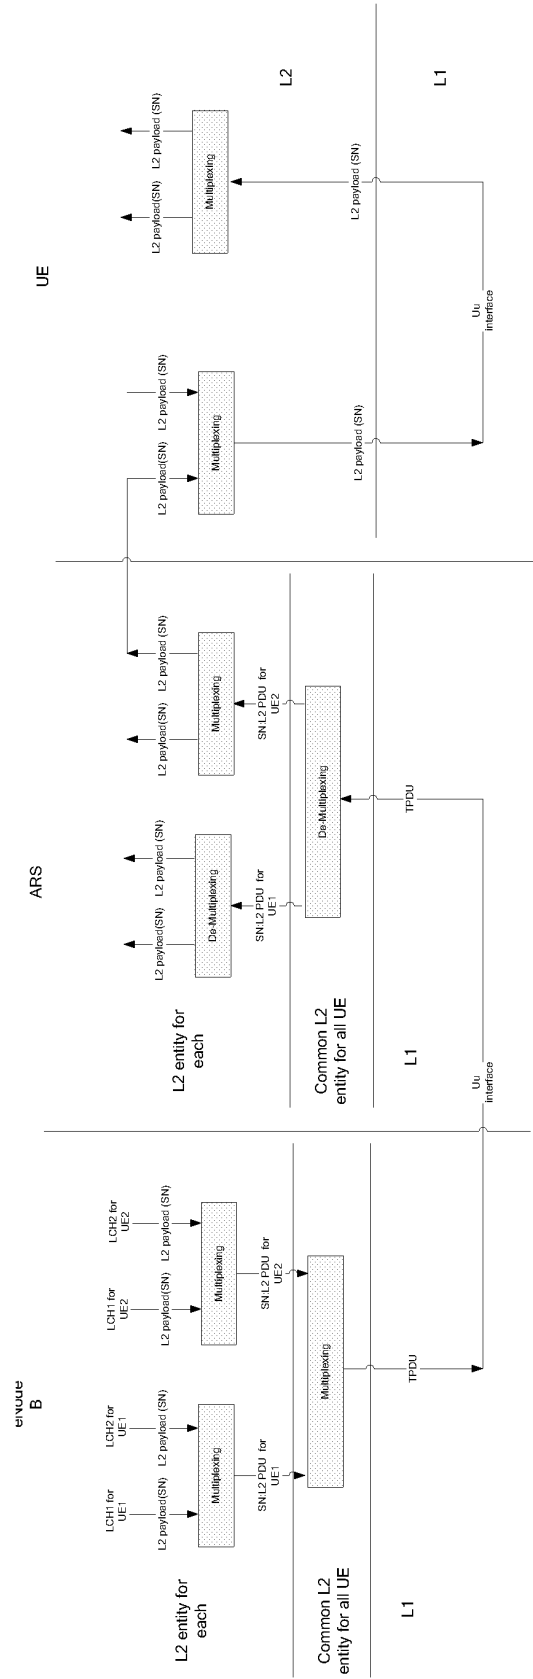 eNode
B
LCH1 for
UE1
LCH2 for
UE1
LCH1 for
UE2
LCH2 for
UE2
L2 payload(SN)
L2 payload (SN)
L2 payload(SN)
L2 payload (SN)
L2 entity for
each
Multiplexing
Multiplexing
SN:L2 PDU for
UE1
SN:L2 PDU for
UE2
Common L2
entity for all UE
Multiplexing
L1
TPDU
Uu
interface
ARS
L2 payload(SN)
L2 payload (SN)
L2 payload(SN)
L2 payload (SN)
L2 entity for
each
De-Multiplexing
Multiplexing
SN:L2 PDU for
UE1
SN:L2 PDU for
UE2
Common L2
entity for all UE
De-Multiplexing
L1
TPDU
UE
L2 payload(SN)
L2 payload (SN)
L2 payload(SN)
L2 payload (SN)
Multiplexing
Multiplexing
L2
L2 payload (SN)
L2 payload (SN)
L1
Uu
interface